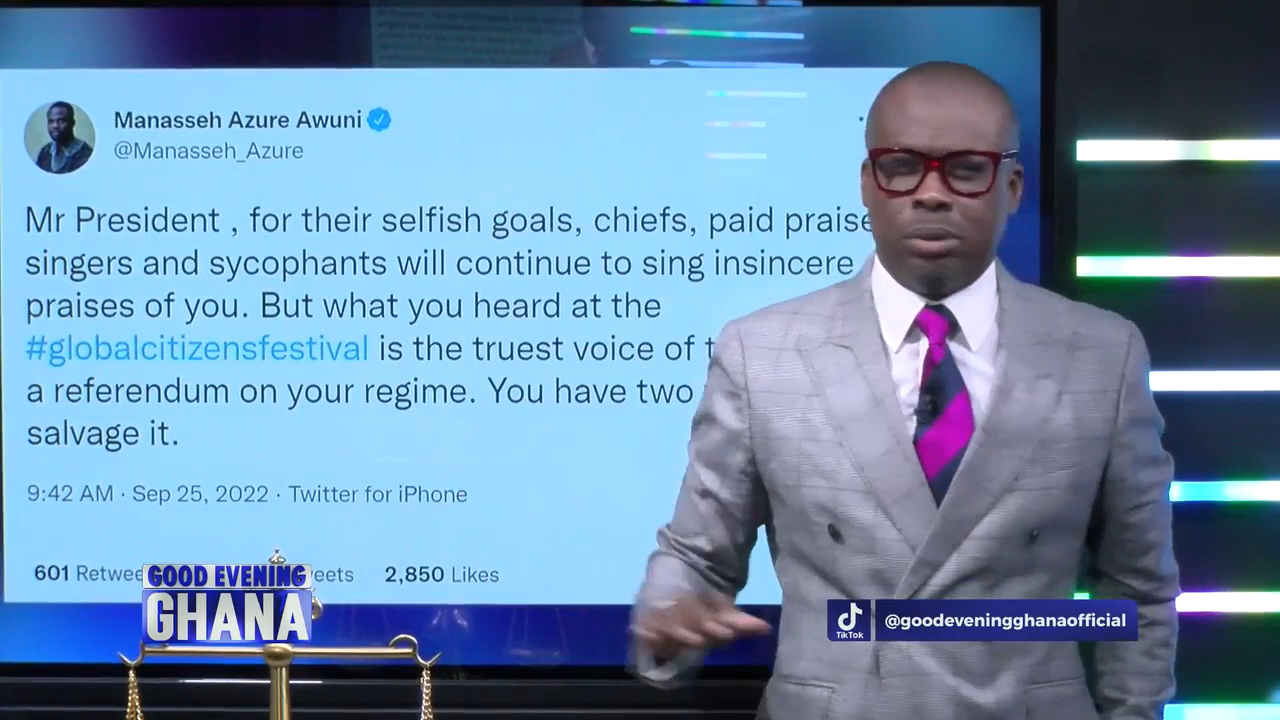 Manasseh Azure Awuni
@Manasseh_Azure
Mr President , for their selfish goals, chiefs, paid praise
singers and sycophants will continue to sing insincere
praises of you. But what you heard at the
#globalcitizensfestival is the truest voice of
a referendum on your regime. You have two
salvage it.
9:42 AM · Sep 25, 2022 · Twitter for iPhone
601 2,850 Likes
GOOD EVENING
GHANA
TikTok
@goodeveningghanaofficial